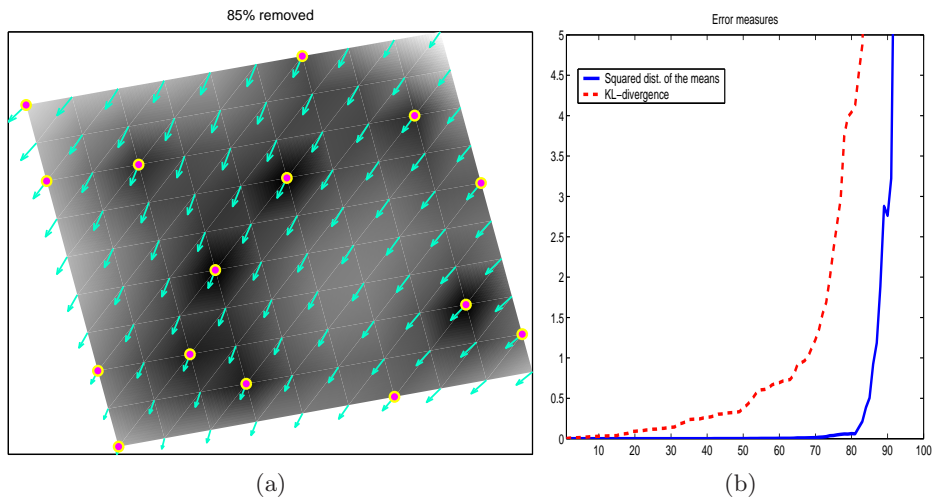 85% removed
Error measures
5
4.5
4
3.5
3
2.5
2
1.5
1
0.5
0
Squared dist. of the means
KL-divergence
10 20 30 40 50 60 70 80 90 100
(a)
(b)